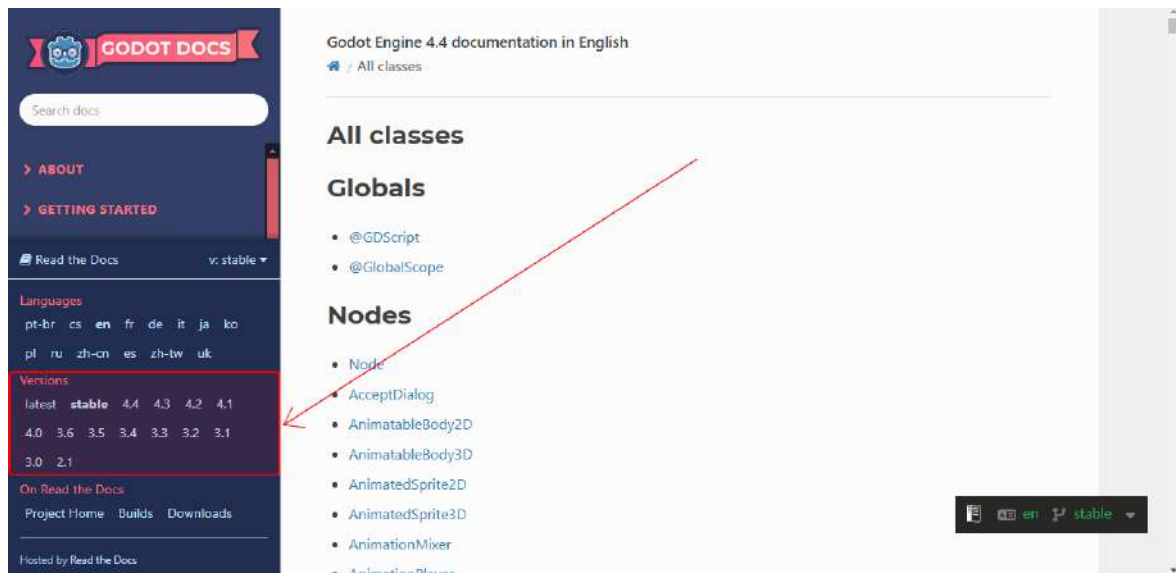 GODOT DOCS
Search docs
ABOUT
GETTING STARTED
Read the Docs v: stable
Languages
pt-br cs en fr de it ja ko
pl ru zh-cn es zh-tw uk
Versions
latest stable 4.4 4.3 4.2 4.1
4.0 3.6 3.5 3.4 3.3 3.2 3.1
3.0 2.1
On Read the Docs
Project Home Builds Downloads
Hosted by Read the Docs
Godot Engine 4.4 documentation in English
/ All classes
All classes
Globals
@GDScript
@GlobalScope
Nodes
Node
AcceptDialog
AnimatableBody2D
AnimatableBody3D
AnimatedSprite2D
AnimatedSprite3D
AnimationMixer
en stable